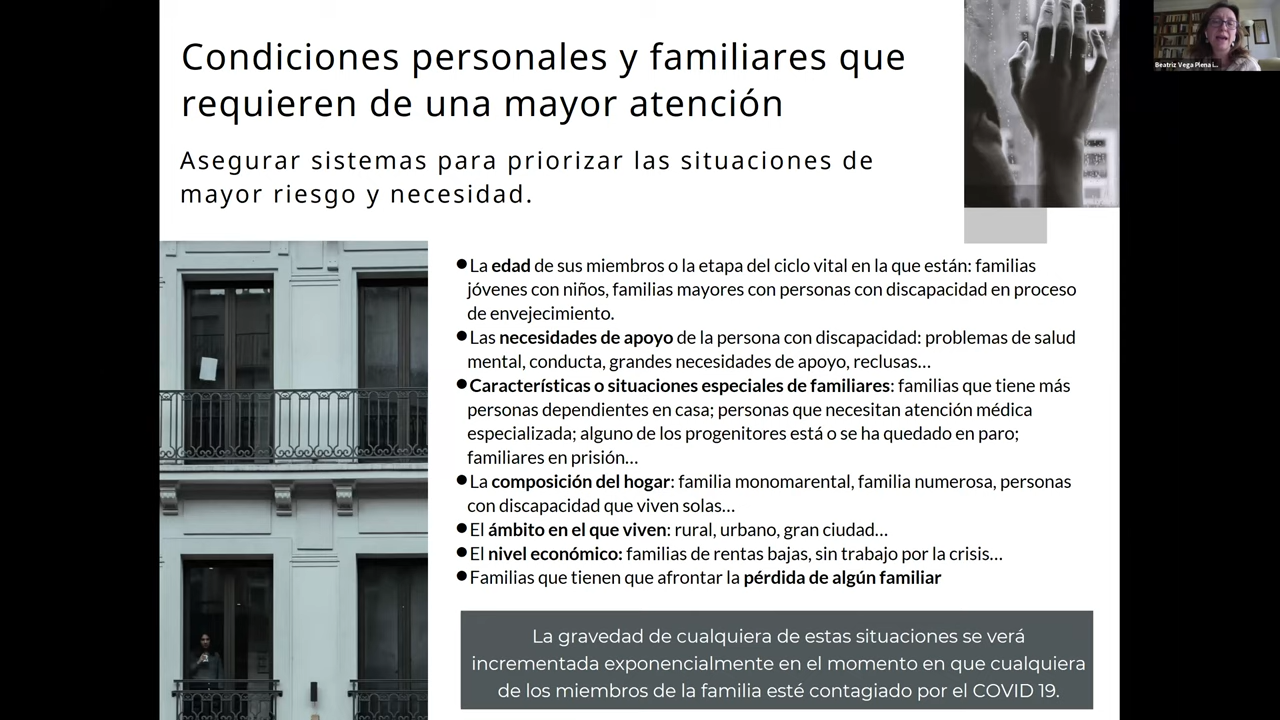 Condiciones personales y familiares que
requieren de una mayor atención
Asegurar sistemas para priorizar las situaciones de
mayor riesgo y necesidad.
●La edad de sus miembros o la etapa del ciclo vital en la que están: familias
jóvenes con niños, familias mayores con personas con discapacidad en proceso
de envejecimiento.
●Las necesidades de apoyo de la persona con discapacidad: problemas de salud
mental, conducta, grandes necesidades de apoyo, reclusas...
●Características o situaciones especiales de familiares: familias que tiene más
personas dependientes en casa; personas que necesitan atención médica
especializada; alguno de los progenitores está o se ha quedado en paro;
familiares en prisión...
●La composición del hogar: familia monomarental, familia numerosa, personas
con discapacidad que viven solas...
●El ámbito en el que viven: rural, urbano, gran ciudad...
●El nivel económico: familias de rentas bajas, sin trabajo por la crisis...
●Familias que tienen que afrontar la pérdida de algún familiar
La gravedad de cualquiera de estas situaciones se verá
incrementada exponencialmente en el momento en que cualquiera
de los miembros de la familia esté contagiado por el COVID 19.
Beatriz Vega Plena i...